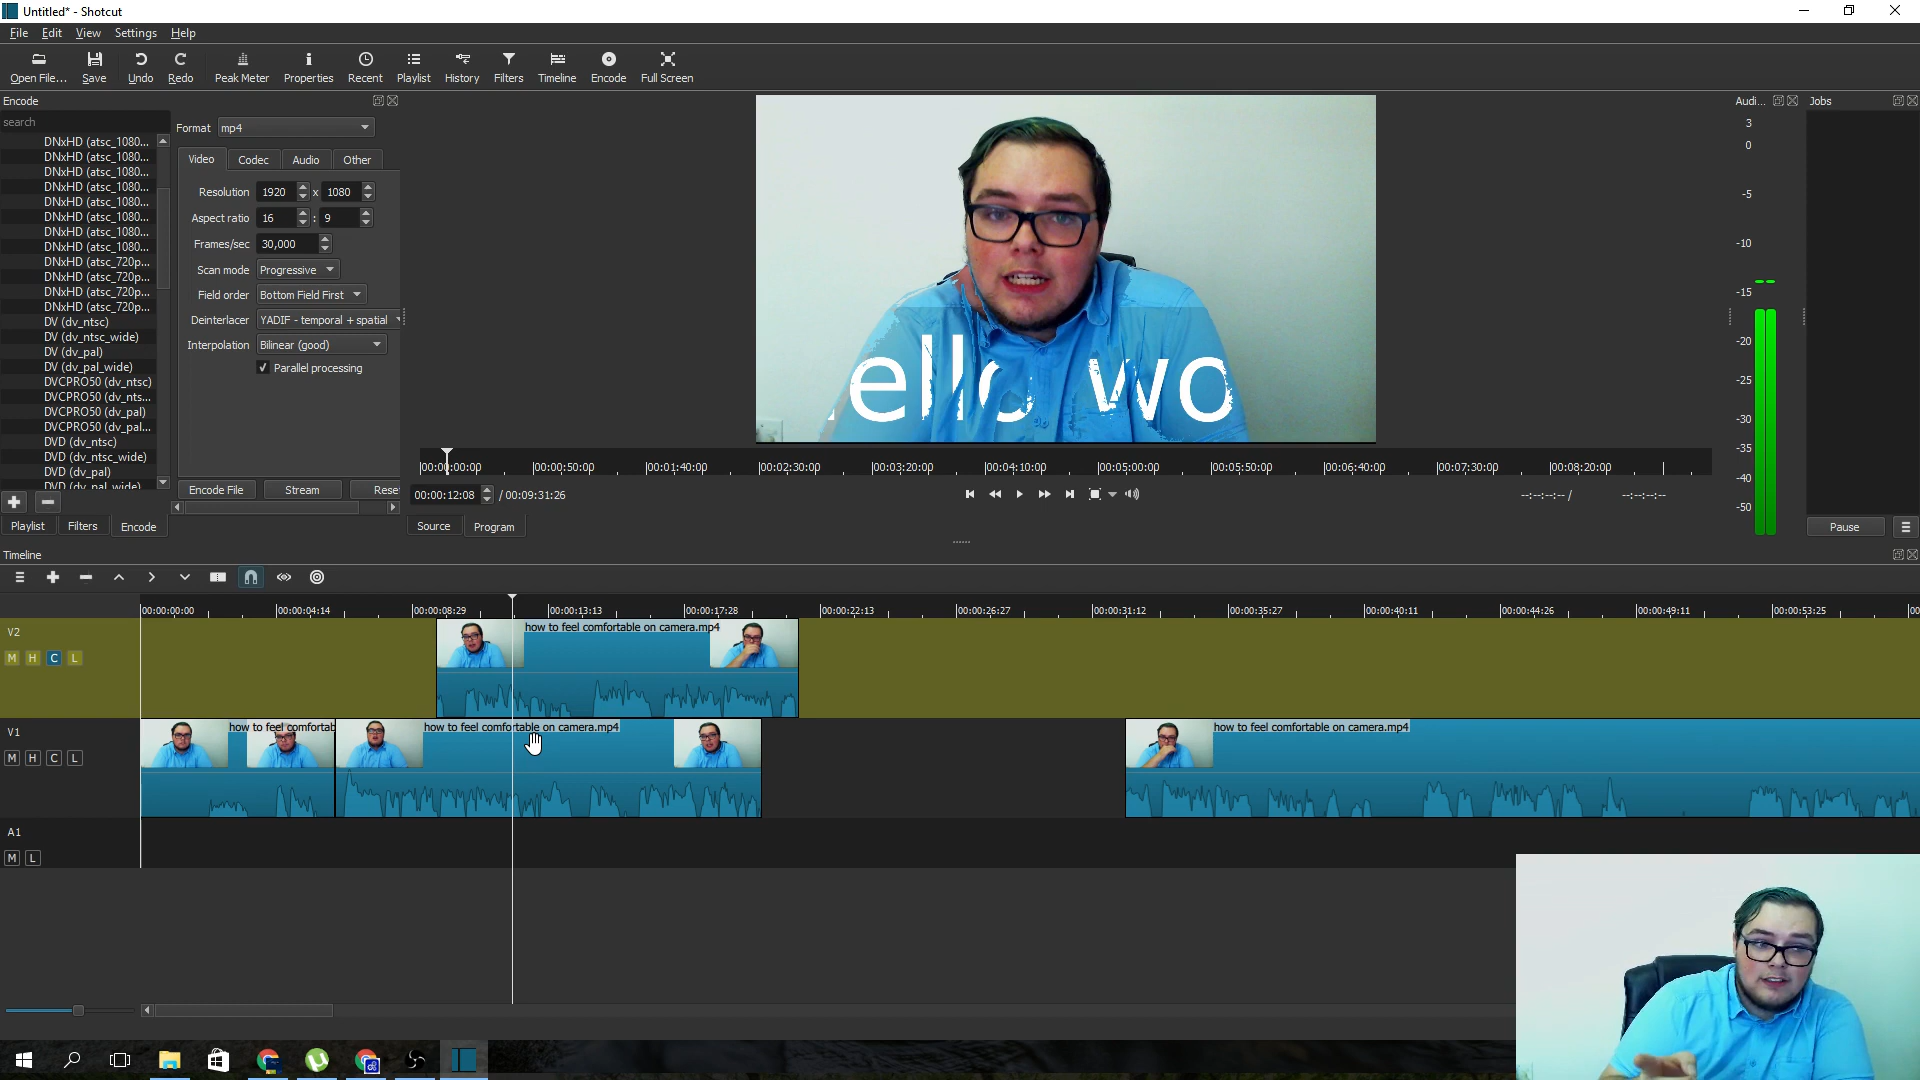 Untitled* - Shotcut
File Edit View Settings Help
Open File... Save Undo Redo Peak Meter Properties Recent Playlist History Filters Timeline Encode Full Screen
Encode
search
DNxHD (atsc_1080...
DNxHD (atsc_1080...
DNxHD (atsc_1080...
DNxHD (atsc_1080...
DNxHD (atsc_1080...
DNxHD (atsc_1080...
DNxHD (atsc_1080...
DNxHD (atsc_1080...
DNxHD (atsc_720p...
DNxHD (atsc_720p...
DNxHD (atsc_720p...
DNxHD (atsc_720p...
DV (dv_ntsc)
DV (dv_ntsc_wide)
DV (dv_pal)
DV (dv_pal_wide)
DVCPRO50 (dv_ntsc)
DVCPRO50 (dv_nts...
DVCPRO50 (dv_pal)
DVCPRO50 (dv_pal...
DVD (dv_ntsc)
DVD (dv_ntsc_wide)
DVD (dv_pal)
DVD (dv_pal_wide)
Format mp4
Video Codec Audio Other
Resolution 1920 x 1080
Aspect ratio 16 : 9
Frames/sec 30,000
Scan mode Progressive
Field order Bottom Field First
Deinterlacer YADIF - temporal + spatial
Interpolation Bilinear (good)
Parallel processing
Encode File Stream Reset
Playlist Filters Encode
ello wo
00:00:00:00 00:00:50:00 00:01:40:00 00:02:30:00 00:03:20:00 00:04:10:00 00:05:00:00 00:05:50:00 00:06:40:00 00:07:30:00 00:08:20:00
00:00:12:08 / 00:09:31:26
--:--:--:-- / --:--:--:--
Source Program
Audi...
3
0
-5
-10
-15
-20
-25
-30
-35
-40
-50
Jobs
Pause
Timeline
00:00:00:00 00:00:04:14 00:00:08:29 00:00:13:13 00:00:17:28 00:00:22:13 00:00:26:27 00:00:31:12 00:00:35:27 00:00:40:11 00:00:44:26 00:00:49:11 00:00:53:25 00
V2
M H C L
how to feel comfortable on camera.mp4
V1
M H C L
how to feel comfortab
how to feel comfortable on camera.mp4
how to feel comfortable on camera.mp4
A1
M L